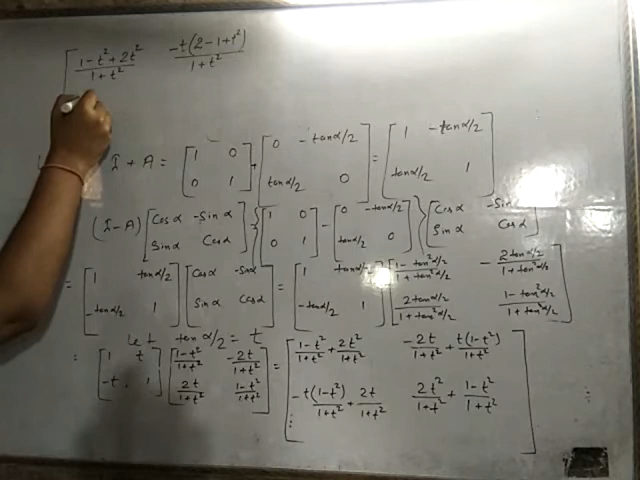 [ (1-t²+2t²)/(1+t²)   -t(2-1+t²)/(1+t²)
I + A = [ 1 0 ; 0 1 ] + [ 0 -tanα/2 ; tanα/2 0 ] = [ 1 -tanα/2 ; tanα/2 1 ]
(I-A) [ Cosα -Sinα ; Sinα Cosα ] = { [ 1 0 ; 0 1 ] - [ 0 -tanα/2 ; tanα/2 0 ] } [ Cosα -Sinα ; Sinα Cosα ]
= [ 1 tanα/2 ; -tanα/2 1 ] [ Cosα -Sinα ; Sinα Cosα ] = [ 1 tanα/2 ; -tanα/2 1 ] [ (1-tan²α/2)/(1+tan²α/2) -2tanα/2/(1+tan²α/2) ; 2tanα/2/(1+tan²α/2) (1-tan²α/2)/(1+tan²α/2) ]
Let tanα/2 = t
= [ 1 t ; -t 1 ] [ (1-t²)/(1+t²) -2t/(1+t²) ; 2t/(1+t²) (1-t²)/(1+t²) ] = [ (1-t²)/(1+t²) + 2t²/(1+t²)   -2t/(1+t²) + t(1-t²)/(1+t²) ; -t(1-t²)/(1+t²) + 2t/(1+t²)   2t²/(1+t²) + (1-t²)/(1+t²) ]